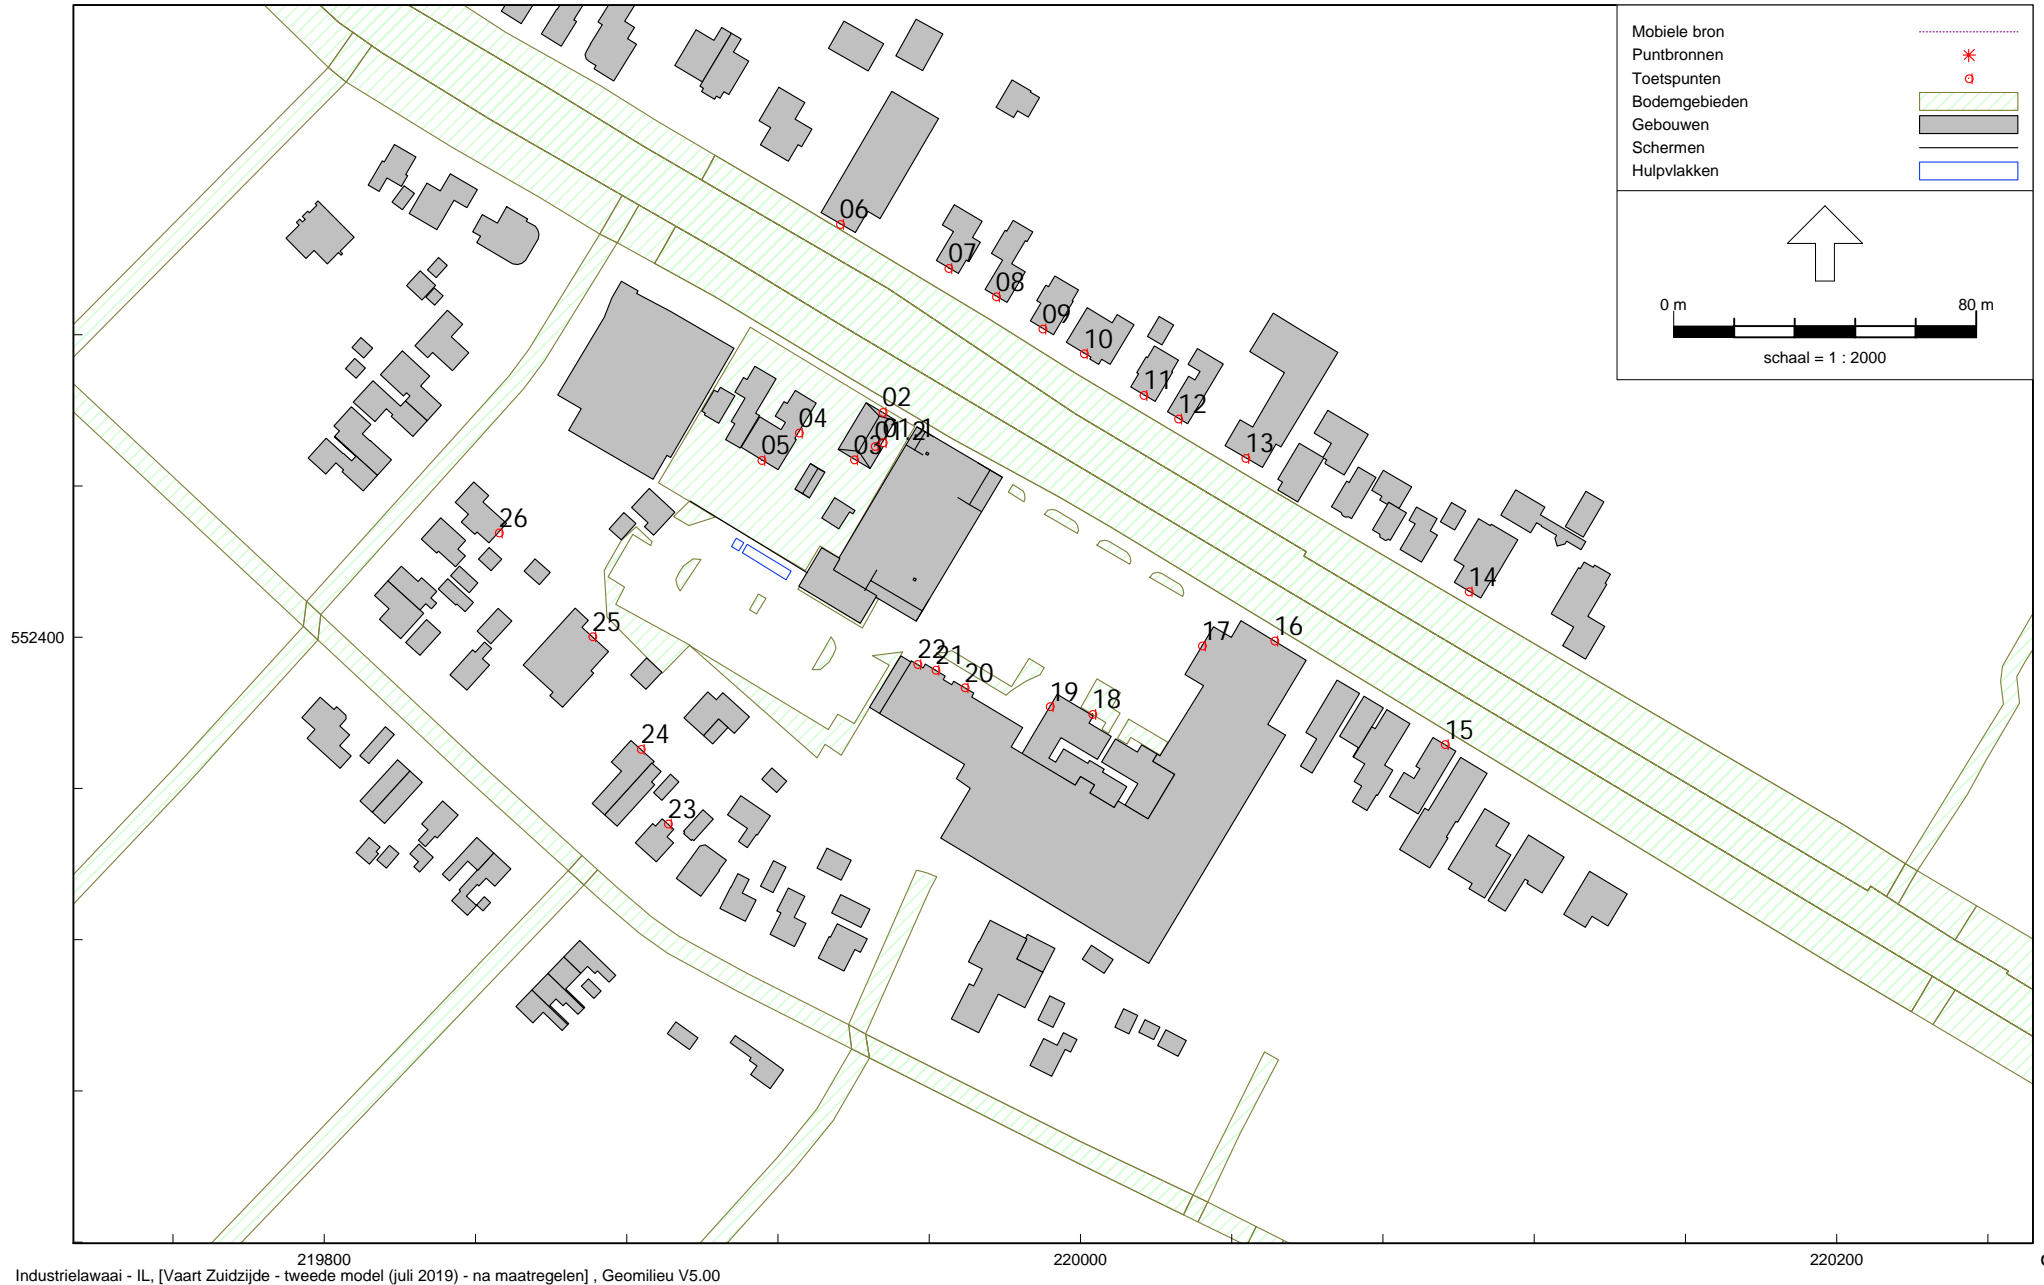 Mobiele bron
Puntbronnen
Toetspunten
Bodemgebieden
Gebouwen
Schermen
Hulpvlakken
0 m 80 m
schaal = 1 : 2000
06
07
08
09
10
11
12
13
14
02
04
03
05
26
25
24
23
22
21
20
19
18
17
16
15
552400
219800
220000
220200
Industrielawaai - IL, [Vaart Zuidzijde - tweede model (juli 2019) - na maatregelen] , Geomilieu V5.00